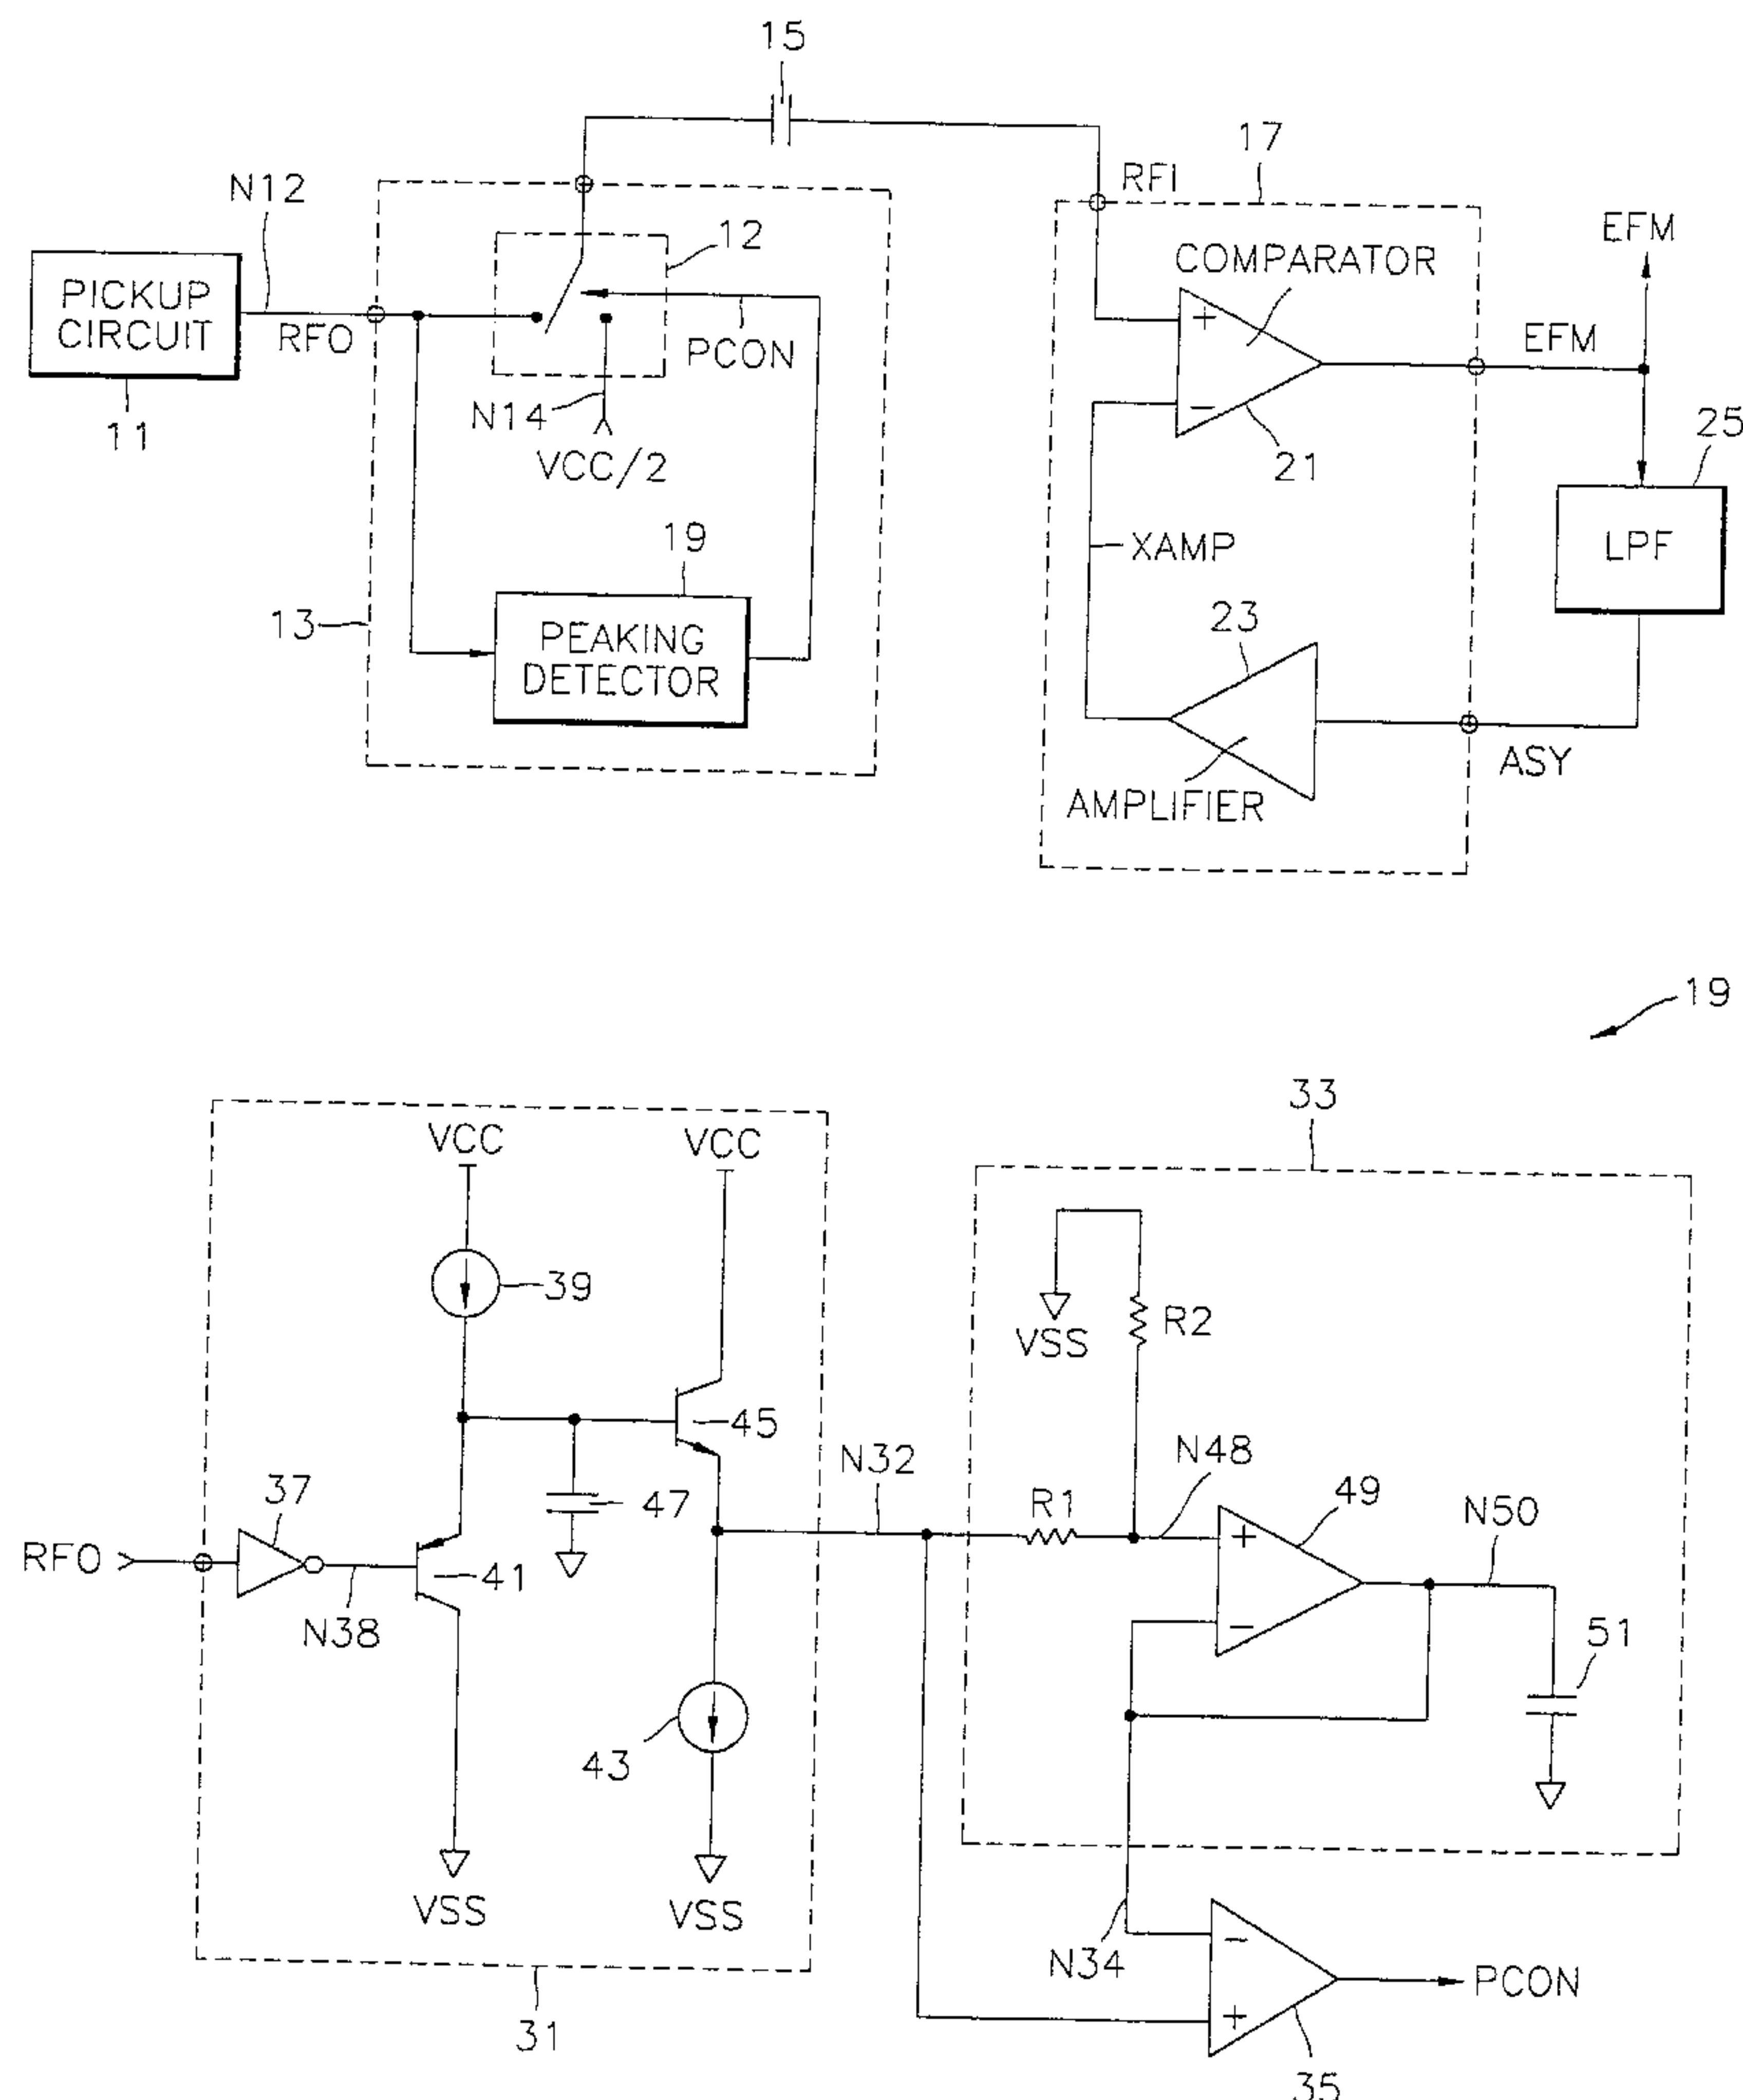 15
17
N12
RFI
EFM
12
COMPARATOR
PICKUP
CIRCUIT
RFO
PCON
+
EFM
N14
−
11
VCC/2
21
25
19
XAMP
LPF
13
PEAKING
DETECTOR
23
AMPLIFIER
ASY
19
33
VCC
VCC
39
R2
VSS
45
N32
N48
37
47
R1
49
N50
RFO
41
+
N38
−
51
43
VSS
VSS
N34
−
PCON
+
31
35